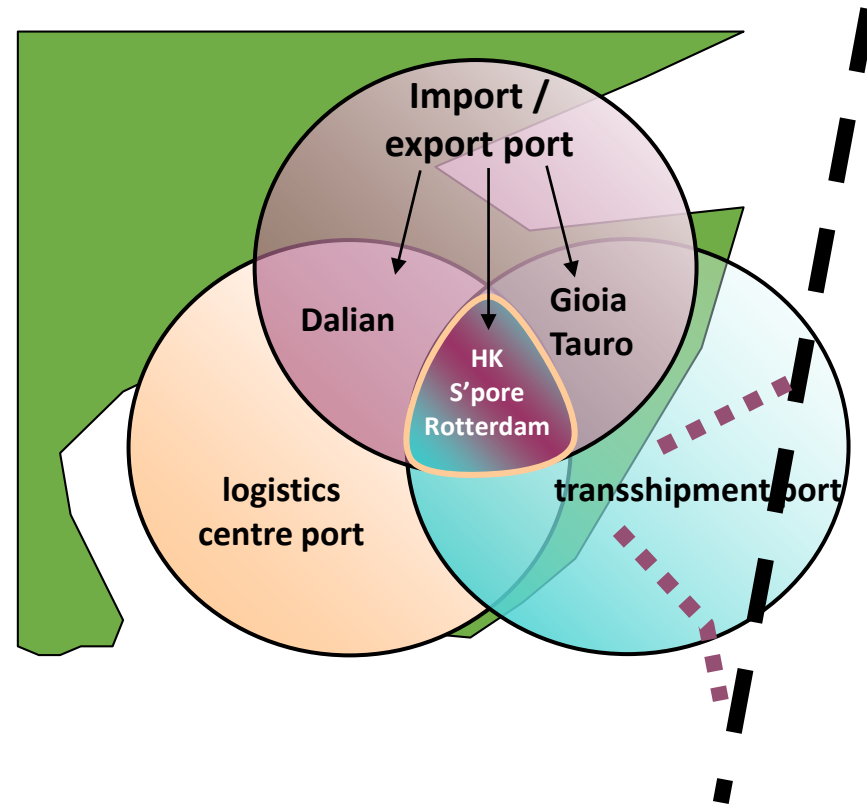 Import /
export port
Dalian
Gioia
Tauro
HK
S’pore
Rotterdam
logistics
centre port
transshipment port